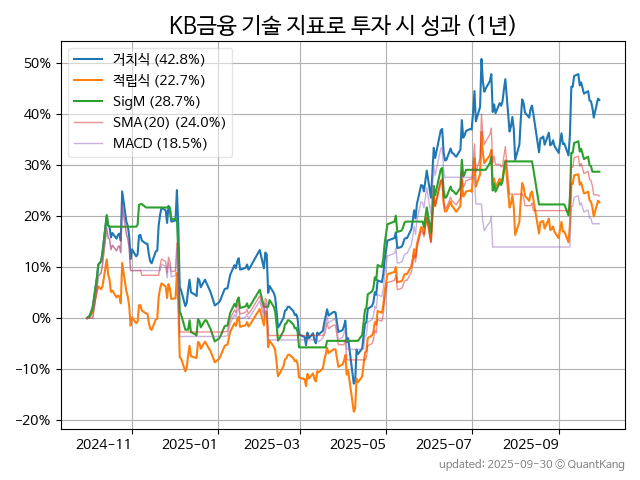 KB금융 기술 지표로 투자 시 성과 (1년)
거치식 (42.8%)
적립식 (22.7%)
SigM (28.7%)
SMA(20) (24.0%)
MACD (18.5%)
50%
40%
30%
20%
10%
0%
−10%
−20%
2024-11
2025-01
2025-03
2025-05
2025-07
2025-09
updated: 2025-09-30 © QuantKang